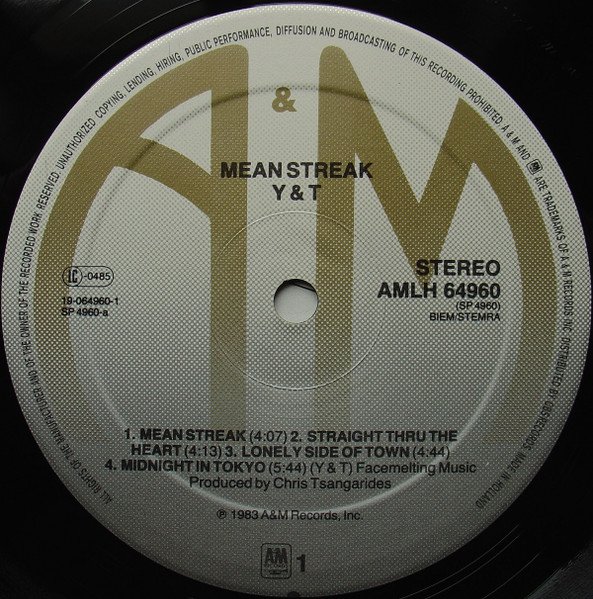 ALL RIGHTS OF THE MANUFACTURER AND OF THE OWNER OF THE RECORDED WORK RESERVED. UNAUTHORIZED COPYING, LENDING, HIRING, PUBLIC PERFORMANCE, DIFFUSION AND BROADCASTING OF THIS RECORDING PROHIBITED. A & M AND A&M ARE TRADEMARKS OF A & M RECORDS INC. DISTRIBUTED BY CBS RECORDS. MADE IN HOLLAND
A & M
MEAN STREAK
Y & T
LC-0485
19-064960-1
SP 4960-a
STEREO
AMLH 64960
(SP 4960)
BIEM/STEMRA
1. MEAN STREAK (4:07) 2. STRAIGHT THRU THE
HEART (4:13) 3. LONELY SIDE OF TOWN (4:44)
4. MIDNIGHT IN TOKYO (5:44) (Y & T) Facemelting Music
Produced by Chris Tsangarides
℗ 1983 A&M Records, Inc.
A&M 1